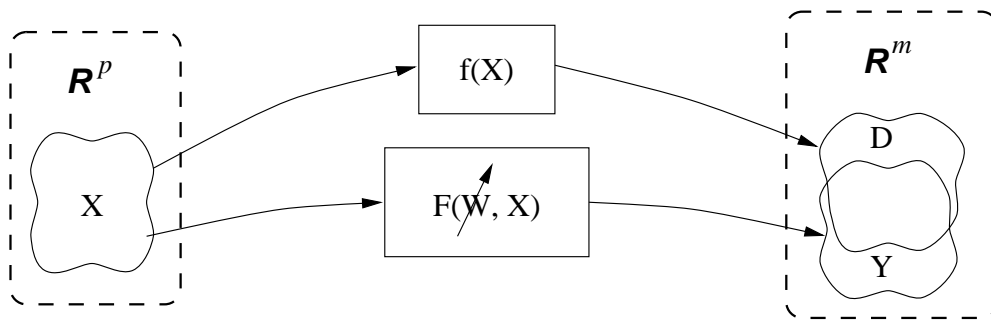 R^p
f(X)
R^m
D
X
F(W, X)
Y